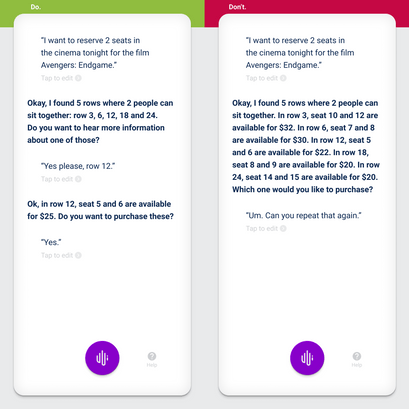 Do.
"I want to reserve 2 seats in
the cinema tonight for the film
Avengers: Endgame."
Tap to edit
Okay, I found 5 rows where 2 people can
sit together: row 3, 6, 12, 18 and 24.
Do you want to hear more information
about one of those?
"Yes please, row 12."
Tap to edit
Ok, in row 12, seat 5 and 6 are available
for $25. Do you want to purchase these?
"Yes."
Tap to edit
?
Help
Don't.
"I want to reserve 2 seats in
the cinema tonight for the film
Avengers: Endgame."
Tap to edit
Okay, I found 5 rows where 2 people can
sit together. In row 3, seat 10 and 12 are
available for $32. In row 6, seat 7 and 8
are available for $30. In row 12, seat 5
and 6 are available for $22. In row 18,
seat 8 and 9 are available for $20. In row
24, seat 14 and 15 are available for $20.
Which one would you like to purchase?
"Um. Can you repeat that again."
Tap to edit
?
Help